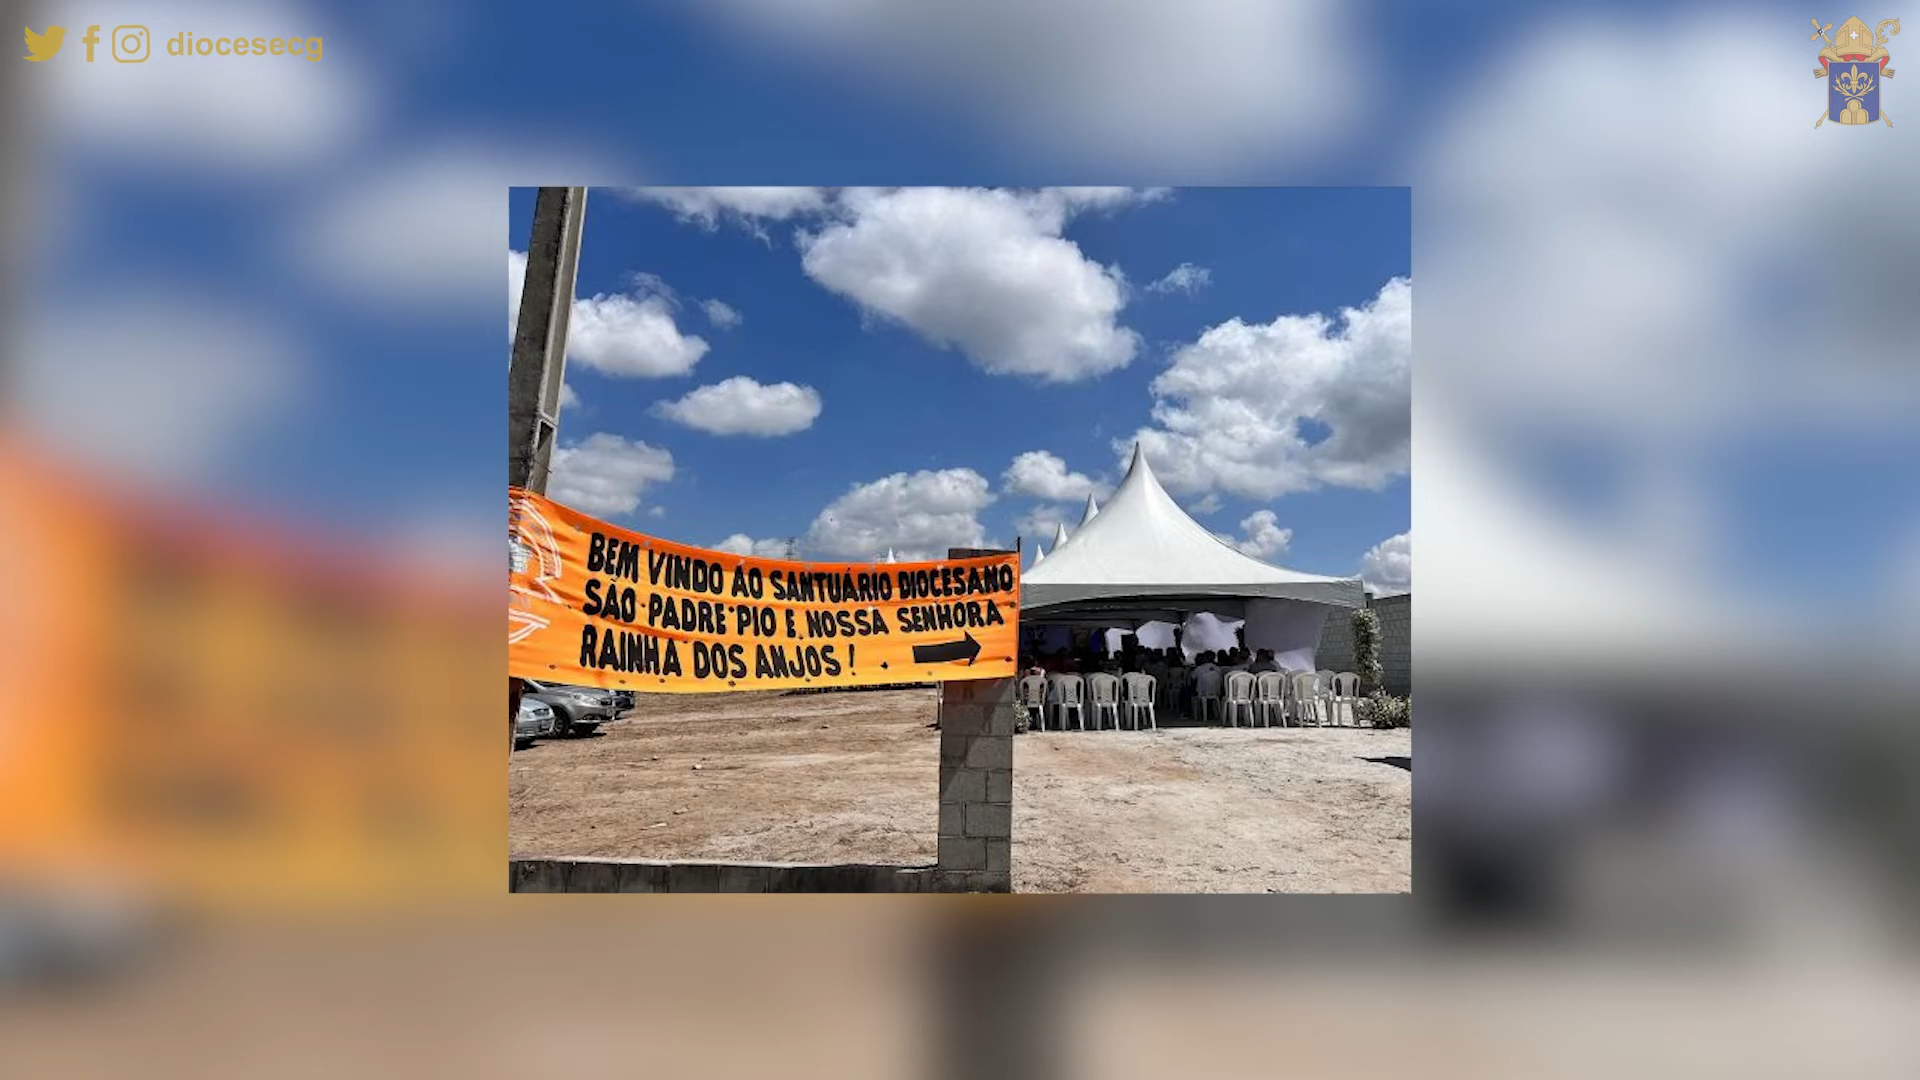 diocesecg
BEM VINDO AO SANTUÁRIO DIOCESANO
SÃO PADRE PIO E NOSSA SENHORA
RAINHA DOS ANJOS!